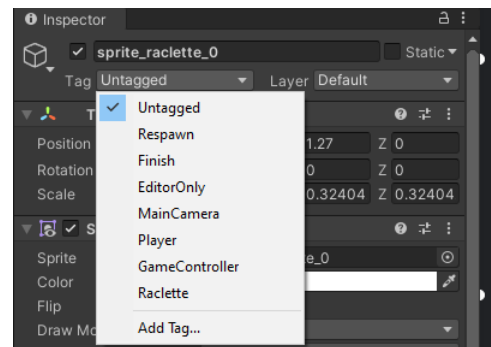 Inspector
sprite_raclette_0 Static
Tag Untagged Layer Default
Untagged
Respawn
Finish
EditorOnly
MainCamera
Player
GameController
Raclette
Add Tag...
T
Position 1.27 Z 0
Rotation 0 Z 0
Scale 0.32404 Z 0.32404
S
Sprite e_0
Color
Flip
Draw Mo